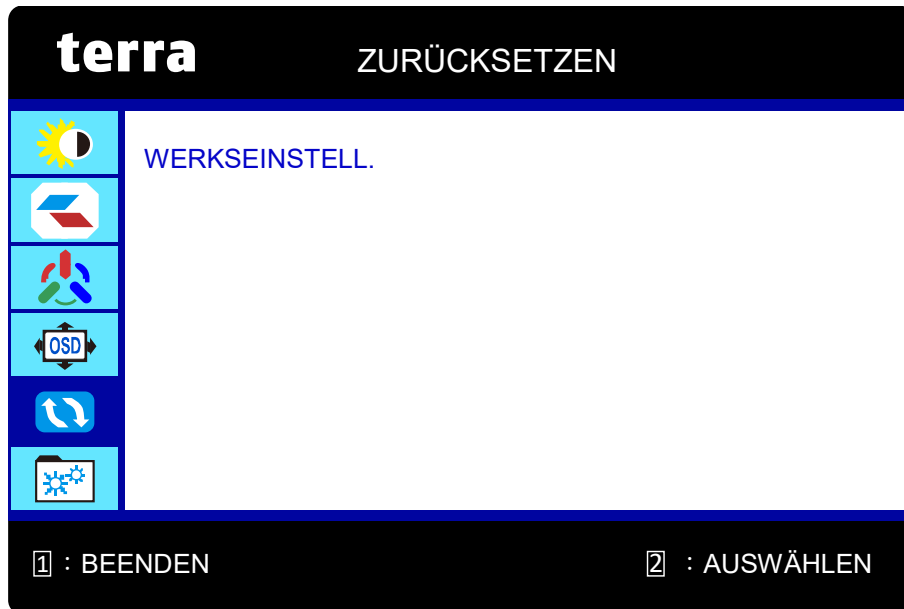 terra
ZURÜCKSETZEN
WERKSEINSTELL.
OSD
1 : BEENDEN
2 : AUSWÄHLEN